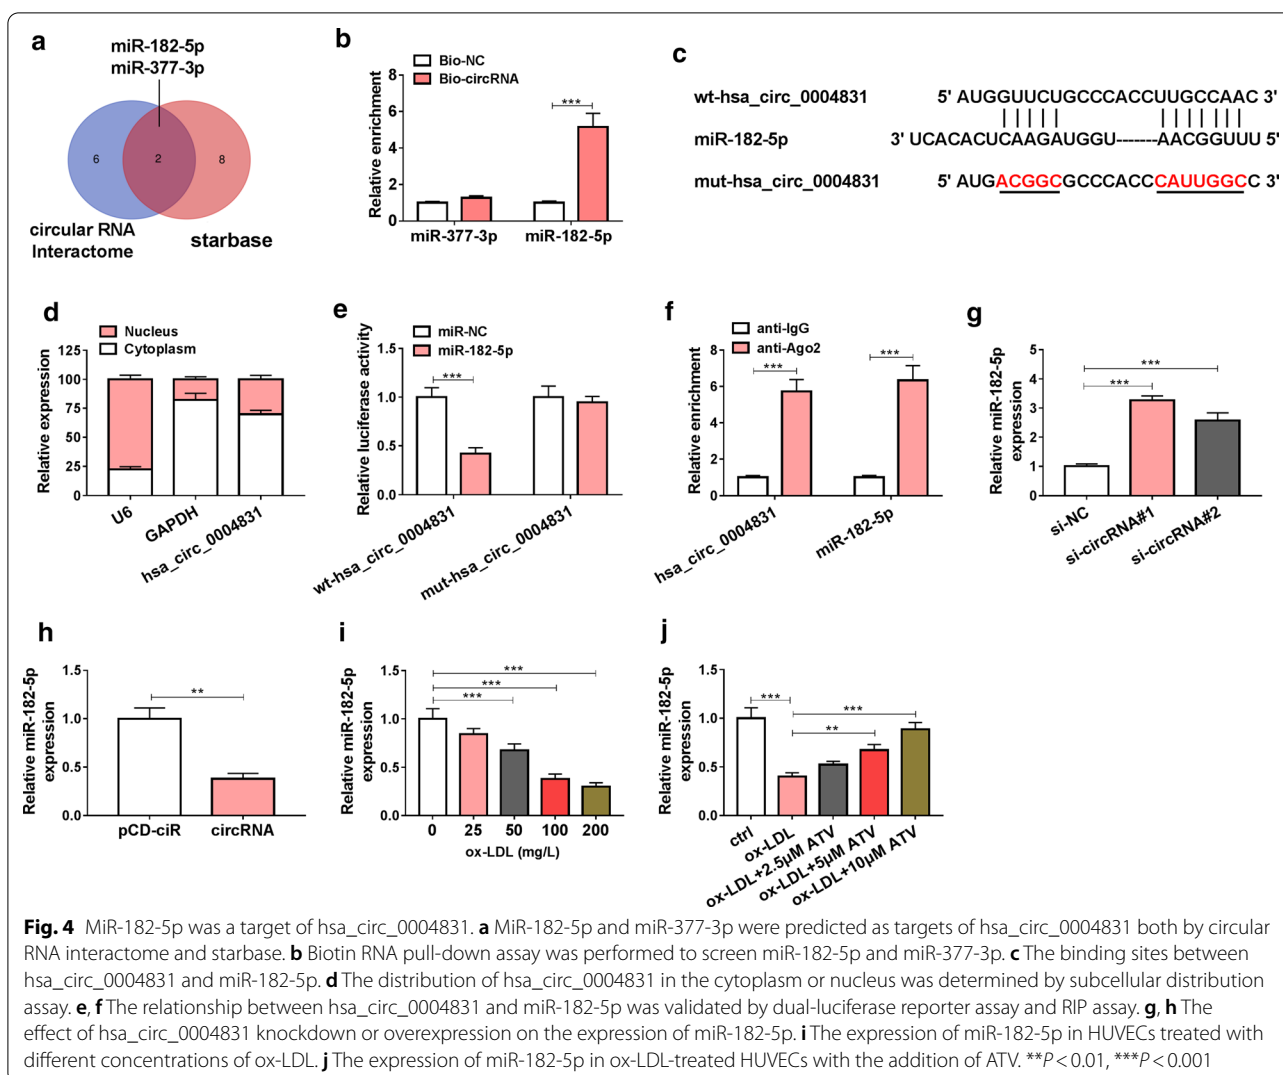 a
miR-182-5p
miR-377-3p
6
2
8
circular RNA
Interactome
starbase
b
Bio-NC
Bio-circRNA
Relative enrichment
8
6
4
2
0
***
miR-377-3p
miR-182-5p
c
wt-hsa_circ_0004831 5' AUGGUUCUGCCCACCUUGCCAAC 3'
miR-182-5p 3' UCACACUCAAGAUGGU-------AACGGUUU 5'
mut-hsa_circ_0004831 5' AUGACGGCGCCCACCCAUUGGCC 3'
d
Nucleus
Cytoplasm
Relative expression
125
100
75
50
25
0
U6
GAPDH
hsa_circ_0004831
e
miR-NC
miR-182-5p
Relative luciferase activity
1.5
1.0
0.5
0.0
***
wt-hsa_circ_0004831
mut-hsa_circ_0004831
f
anti-IgG
anti-Ago2
Relative enrichment
8
6
4
2
0
***
***
hsa_circ_0004831
miR-182-5p
g
Relative miR-182-5p
expression
5
4
3
2
1
0
***
***
si-NC
si-circRNA#1
si-circRNA#2
h
Relative miR-182-5p
expression
1.5
1.0
0.5
0.0
**
pCD-ciR
circRNA
i
Relative miR-182-5p
expression
1.5
1.0
0.5
0.0
***
***
***
0 25 50 100 200
ox-LDL (mg/L)
j
Relative miR-182-5p
expression
1.5
1.0
0.5
0.0
***
***
**
ctrl
ox-LDL
ox-LDL+2.5μM ATV
ox-LDL+5μM ATV
ox-LDL+10μM ATV
Fig. 4 MiR-182-5p was a target of hsa_circ_0004831. a MiR-182-5p and miR-377-3p were predicted as targets of hsa_circ_0004831 both by circular
RNA interactome and starbase. b Biotin RNA pull-down assay was performed to screen miR-182-5p and miR-377-3p. c The binding sites between
hsa_circ_0004831 and miR-182-5p. d The distribution of hsa_circ_0004831 in the cytoplasm or nucleus was determined by subcellular distribution
assay. e, f The relationship between hsa_circ_0004831 and miR-182-5p was validated by dual-luciferase reporter assay and RIP assay. g, h The
effect of hsa_circ_0004831 knockdown or overexpression on the expression of miR-182-5p. i The expression of miR-182-5p in HUVECs treated with
different concentrations of ox-LDL. j The expression of miR-182-5p in ox-LDL-treated HUVECs with the addition of ATV. **P < 0.01, ***P < 0.001